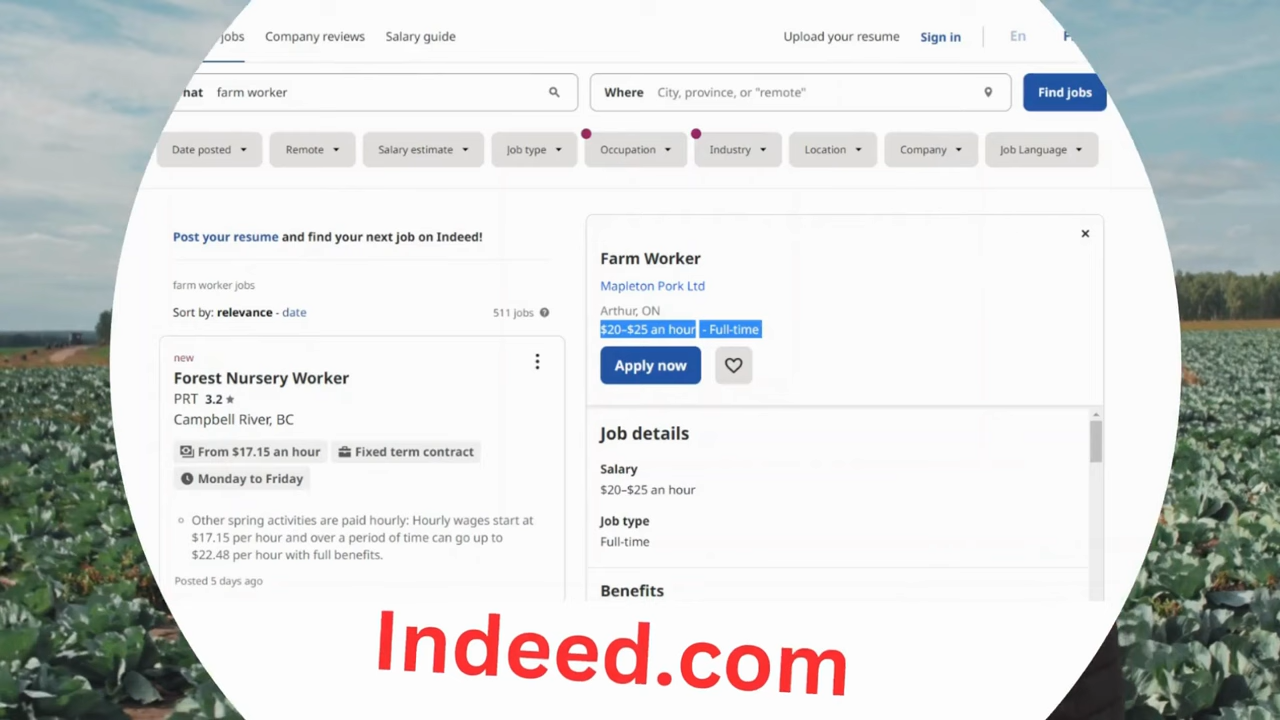 jobs Company reviews Salary guide Upload your resume Sign in En
farm worker Where City, province, or "remote" Find jobs
Date posted Remote Salary estimate Job type Occupation Industry Location Company Job Language
Post your resume and find your next job on Indeed!
farm worker jobs
Sort by: relevance - date 511 jobs
new
Forest Nursery Worker
PRT 3.2
Campbell River, BC
From $17.15 an hour Fixed term contract
Monday to Friday
Other spring activities are paid hourly: Hourly wages start at
$17.15 per hour and over a period of time can go up to
$22.48 per hour with full benefits.
Posted 5 days ago
Farm Worker
Mapleton Pork Ltd
Arthur, ON
$20–$25 an hour - Full-time
Apply now
Job details
Salary
$20–$25 an hour
Job type
Full-time
Benefits
Indeed.com